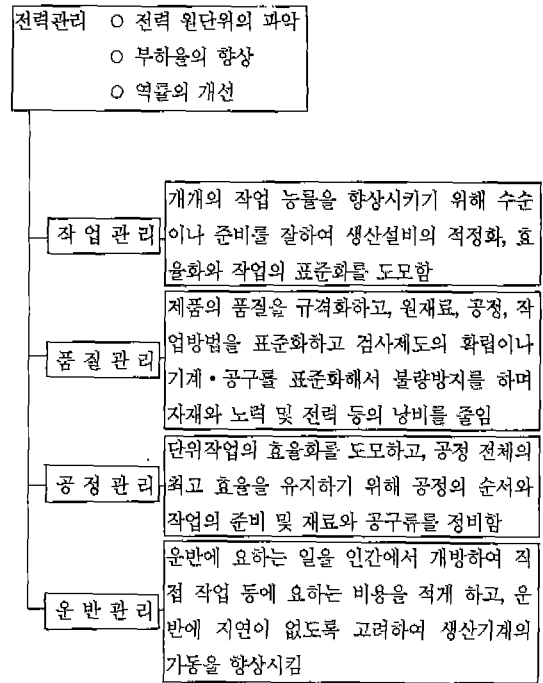 전력관리 ○ 전력 원단위의 파악
○ 부하율의 향상
○ 역률의 개선
작업관리
개개의 작업 능률을 향상시키기 위해 수순
이나 준비를 잘하여 생산설비의 적정화, 효
율화와 작업의 표준화를 도모함
품질관리
제품의 품질을 규격화하고, 원재료, 공정, 작
업방법을 표준화하고 검사제도의 확립이나
기계·공구를 표준화해서 불량방지를 하며
자재와 노력 및 전력 등의 낭비를 줄임
공정관리
단위작업의 효율화를 도모하고, 공정 전체의
최고 효율을 유지하기 위해 공정의 순서와
작업의 준비 및 재료와 공구류를 정비함
운반관리
운반에 요하는 일을 인간에서 개방하여 직
접 작업 등에 요하는 비용을 적게 하고, 운
반에 지연이 없도록 고려하여 생산기계의
가동을 향상시킴